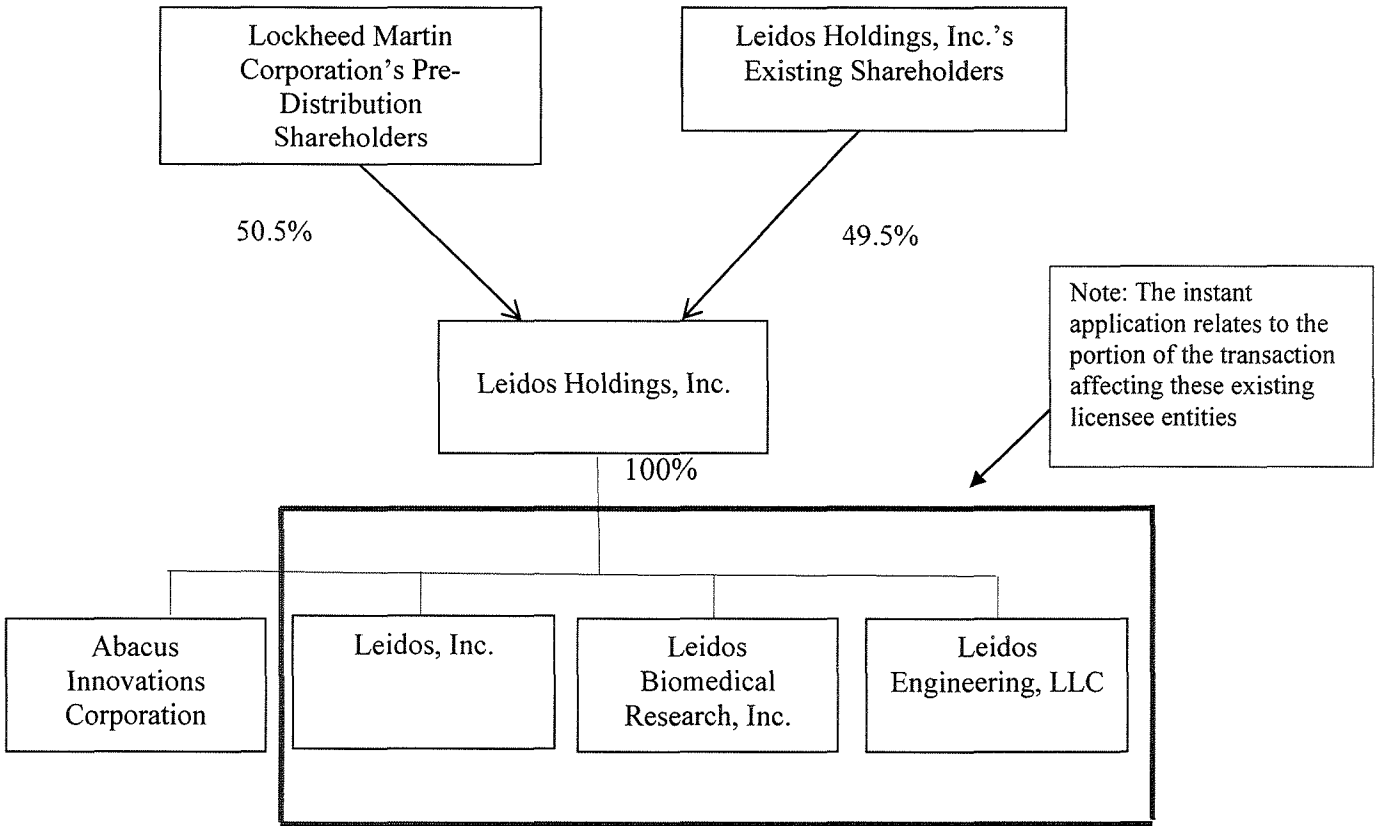 Lockheed Martin
Corporation’s Pre-
Distribution
Shareholders
Leidos Holdings, Inc.’s
Existing Shareholders
50.5%
49.5%
Note: The instant
application relates to the
portion of the transaction
affecting these existing
licensee entities
Leidos Holdings, Inc.
100%
Abacus
Innovations
Corporation
Leidos, Inc.
Leidos
Biomedical
Research, Inc.
Leidos
Engineering, LLC